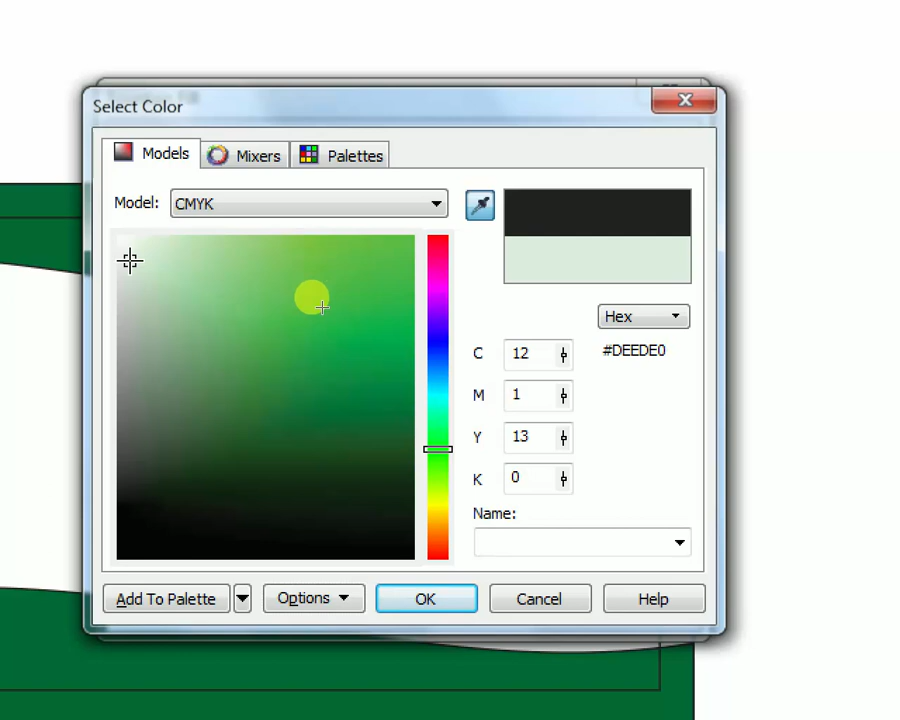 Select Color
Models Mixers Palettes
Model: CMYK
Hex
C 12 #DEEDE0
M 1
Y 13
K 0
Name:
Add To Palette Options OK Cancel Help